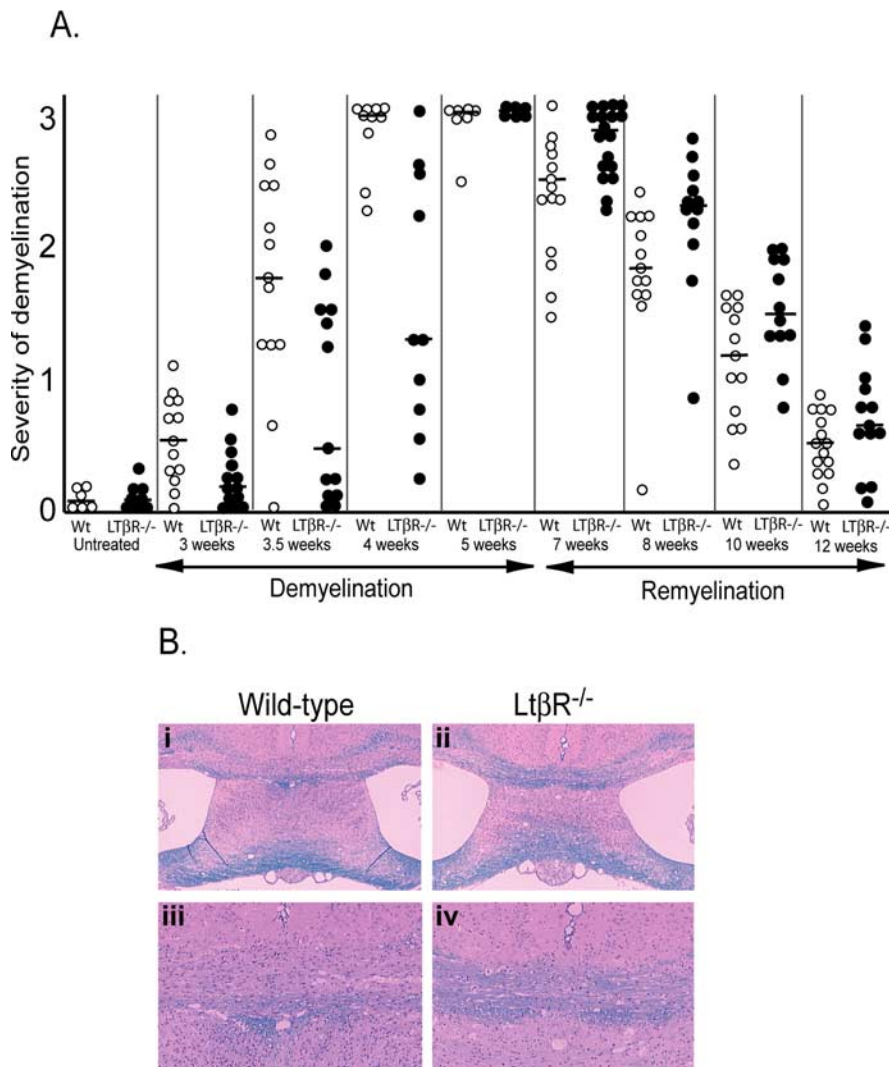 A.
Severity of demyelination
3
2
1
0
Wt LTβR-/- Wt LTβR-/- Wt LTβR-/- Wt LTβR-/- Wt LTβR-/- Wt LTβR-/- Wt LTβR-/- Wt LTβR-/- Wt LTβR-/-
Untreated 3 weeks 3.5 weeks 4 weeks 5 weeks 7 weeks 8 weeks 10 weeks 12 weeks
Demyelination Remyelination
B.
Wild-type LtβR-/-
i ii
iii iv